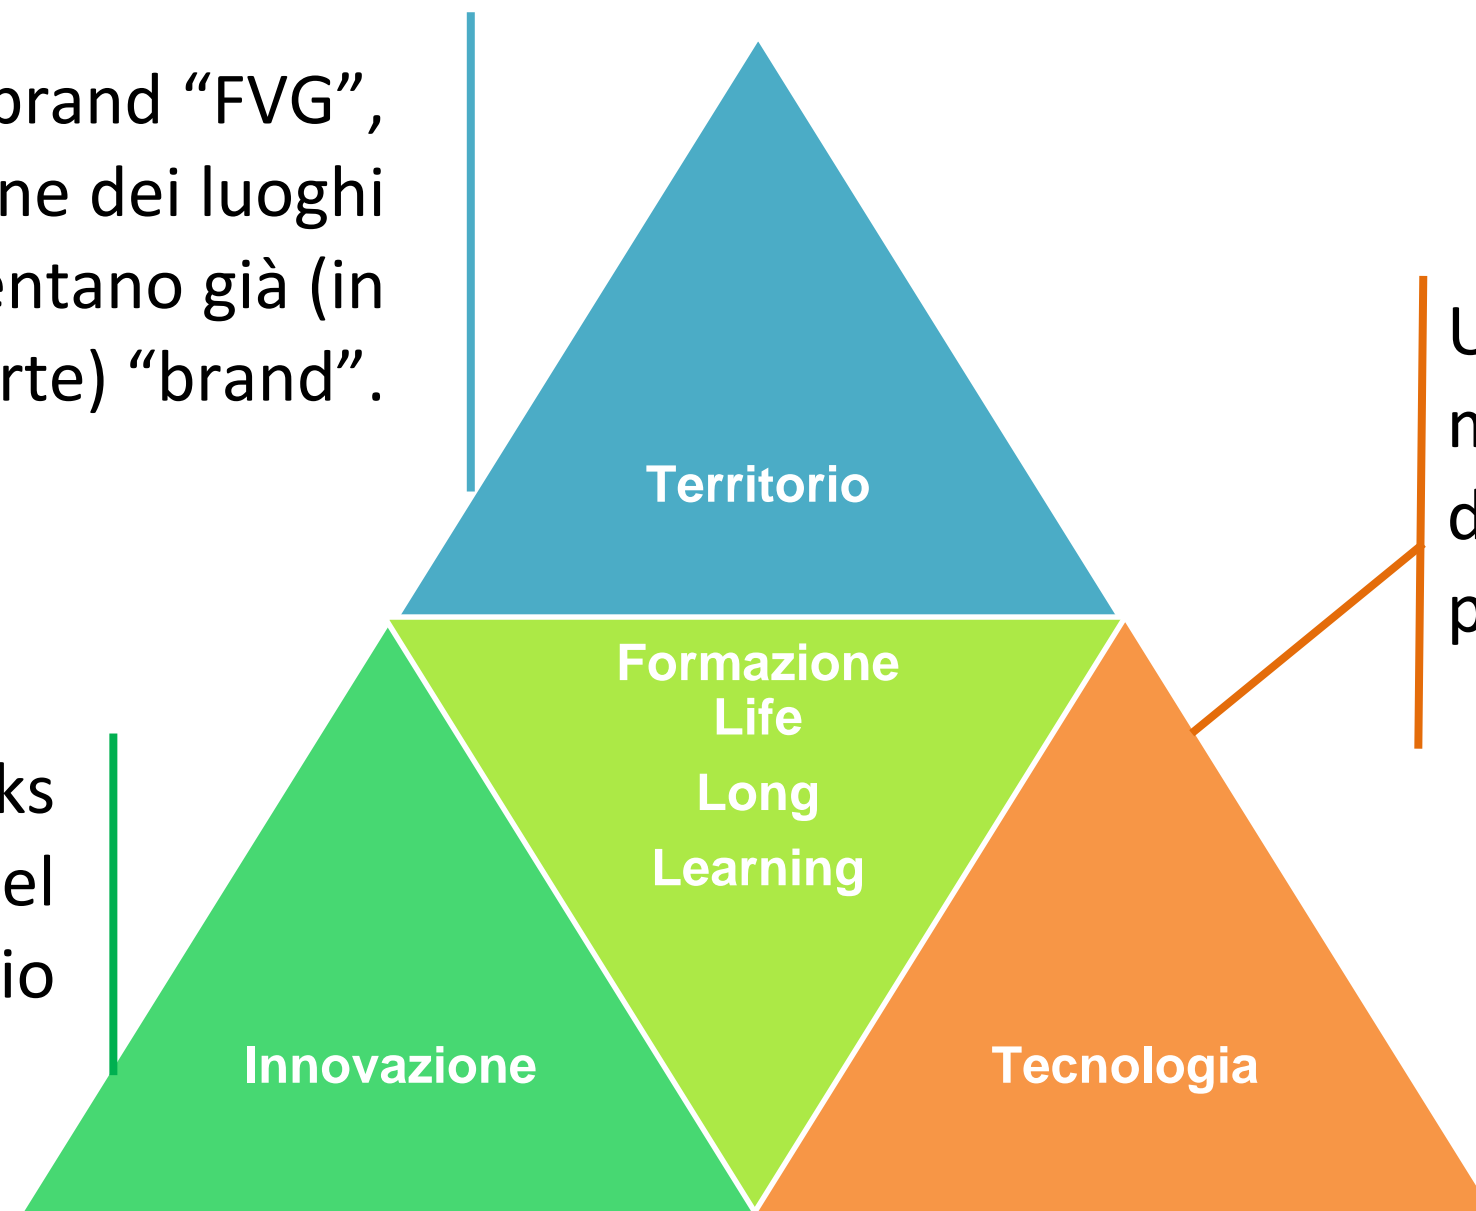 brand “FVG”,
ne dei luoghi
entano già (in
rte) “brand”.
Territorio
Formazione
Life
Long
Learning
ks
el
io
Innovazione
Tecnologia